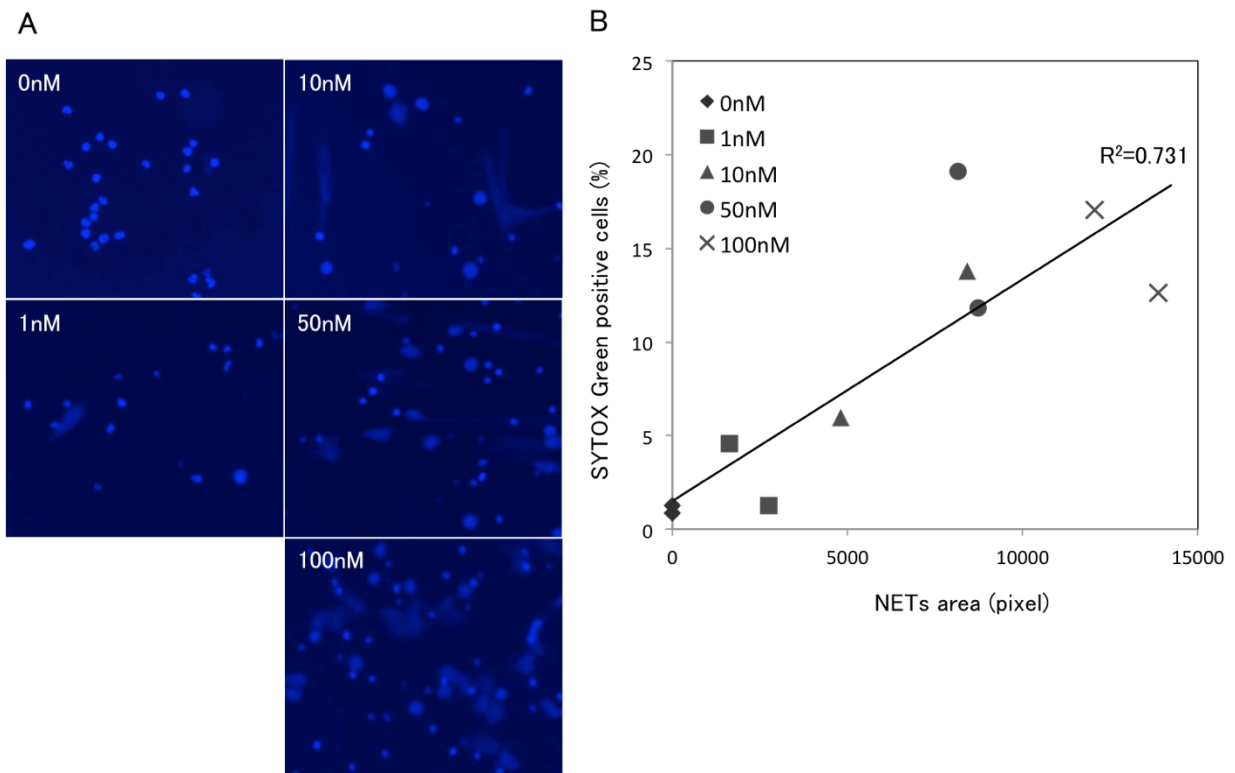 A
0nM
10nM
1nM
50nM
100nM
B
25
20
15
10
5
0
0nM
1nM
10nM
50nM
100nM
R²=0.731
SYTOX Green positive cells (%)
0 5000 10000 15000
NETs area (pixel)